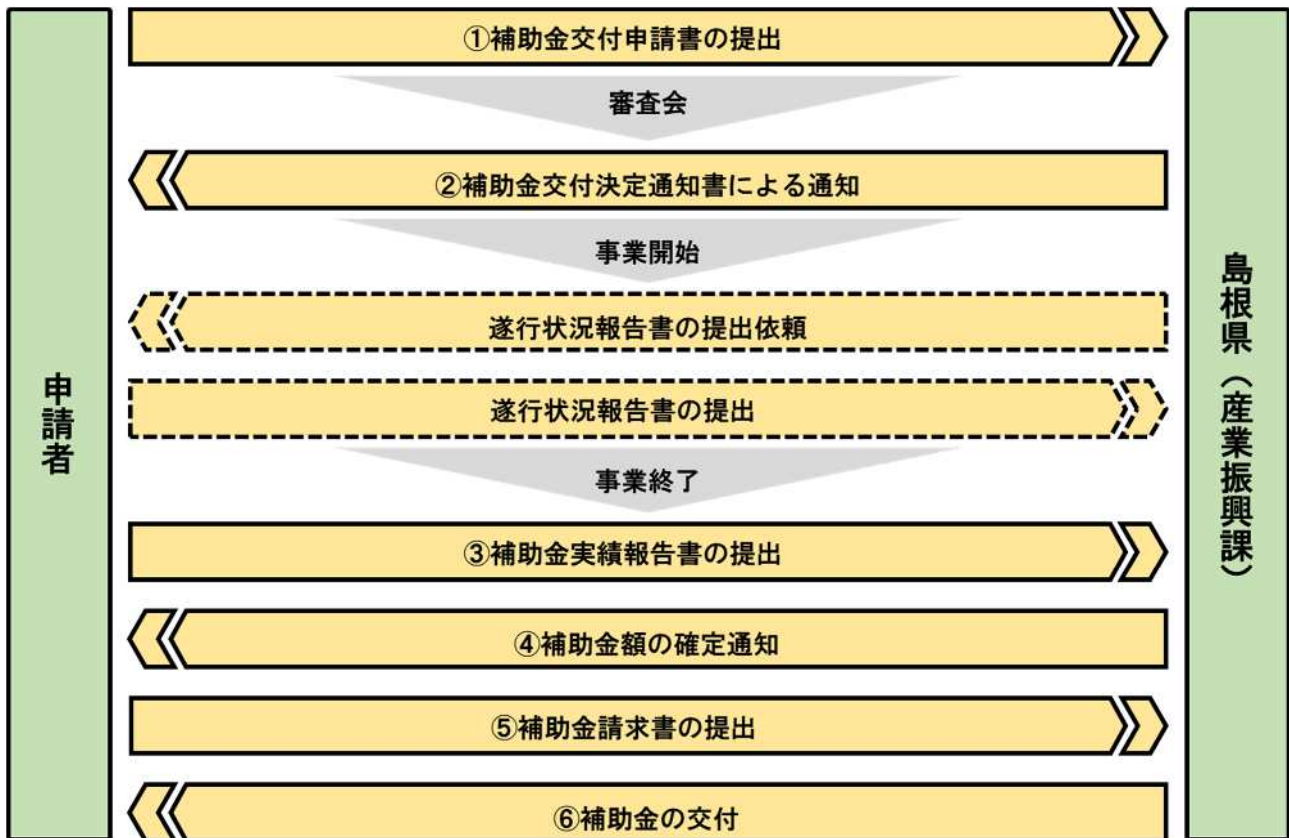 ①補助金交付申請書の提出
審査会
②補助金交付決定通知書による通知
事業開始
遂行状況報告書の提出依頼
遂行状況報告書の提出
事業終了
③補助金実績報告書の提出
④補助金額の確定通知
⑤補助金請求書の提出
⑥補助金の交付
申請者
島根県（産業振興課）